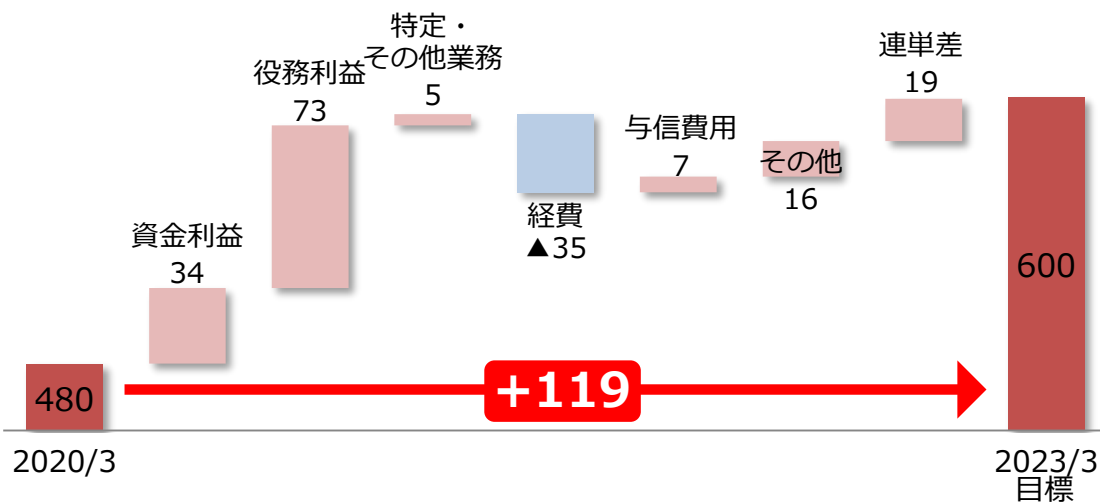 特定・
その他業務
5
役務利益
73
資金利益
34
経費
▲35
与信費用
7
その他
16
連単差
19
480
+119
600
2020/3
2023/3
目標